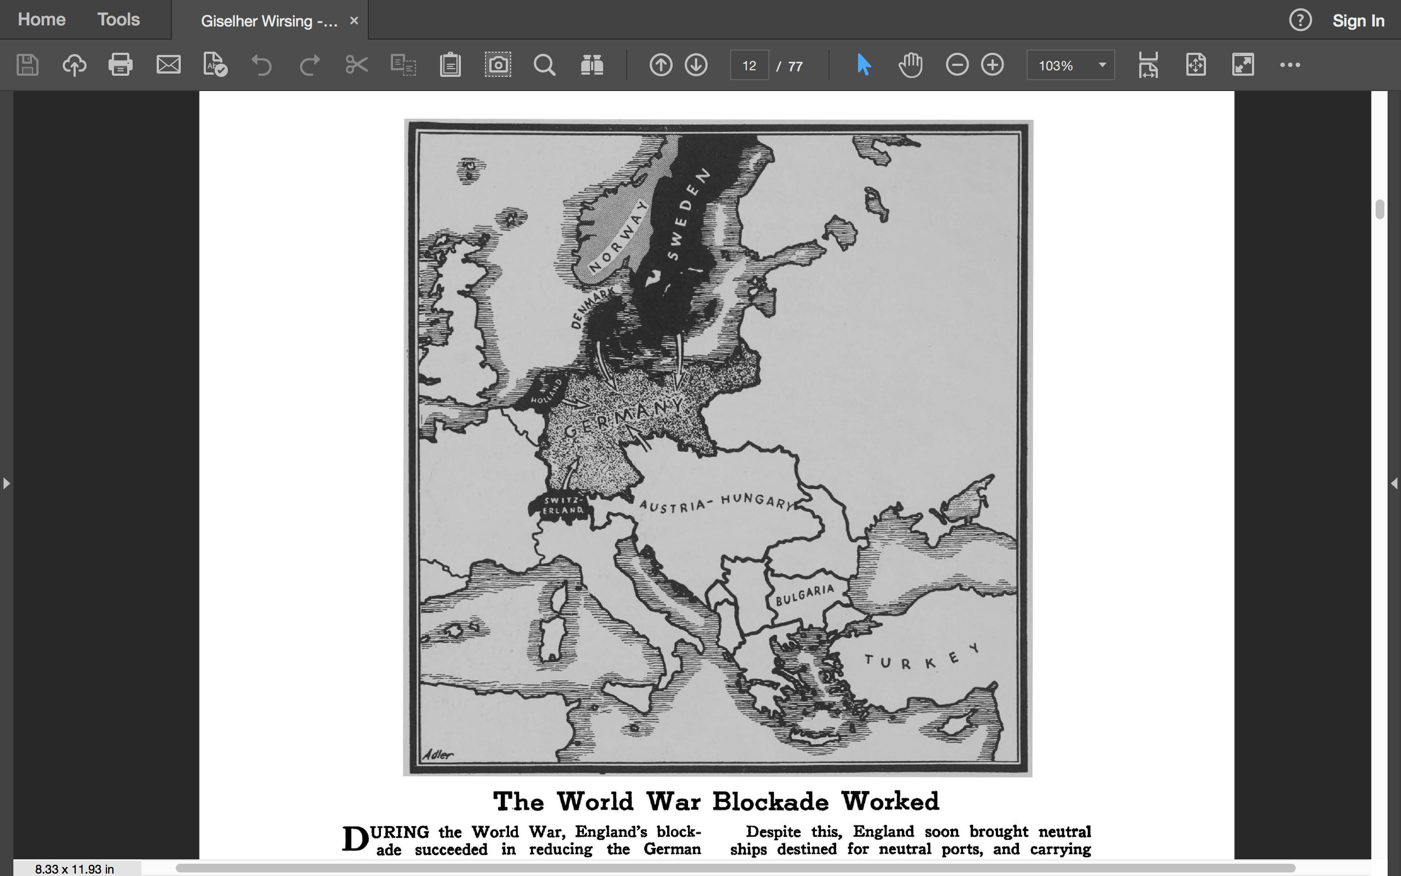 Home Tools Giselher Wirsing -... × ? Sign In
12 / 77 103%
NORWAY
SWEDEN
DENMARK
HOLLAND
GERMANY
SWITZ-
ERLAND
AUSTRIA-HUNGARY
BULGARIA
TURKEY
Adler
The World War Blockade Worked
DURING the World War, England's block-
ade succeeded in reducing the German
Despite this, England soon brought neutral
ships destined for neutral ports, and carrying
8.33 x 11.93 in